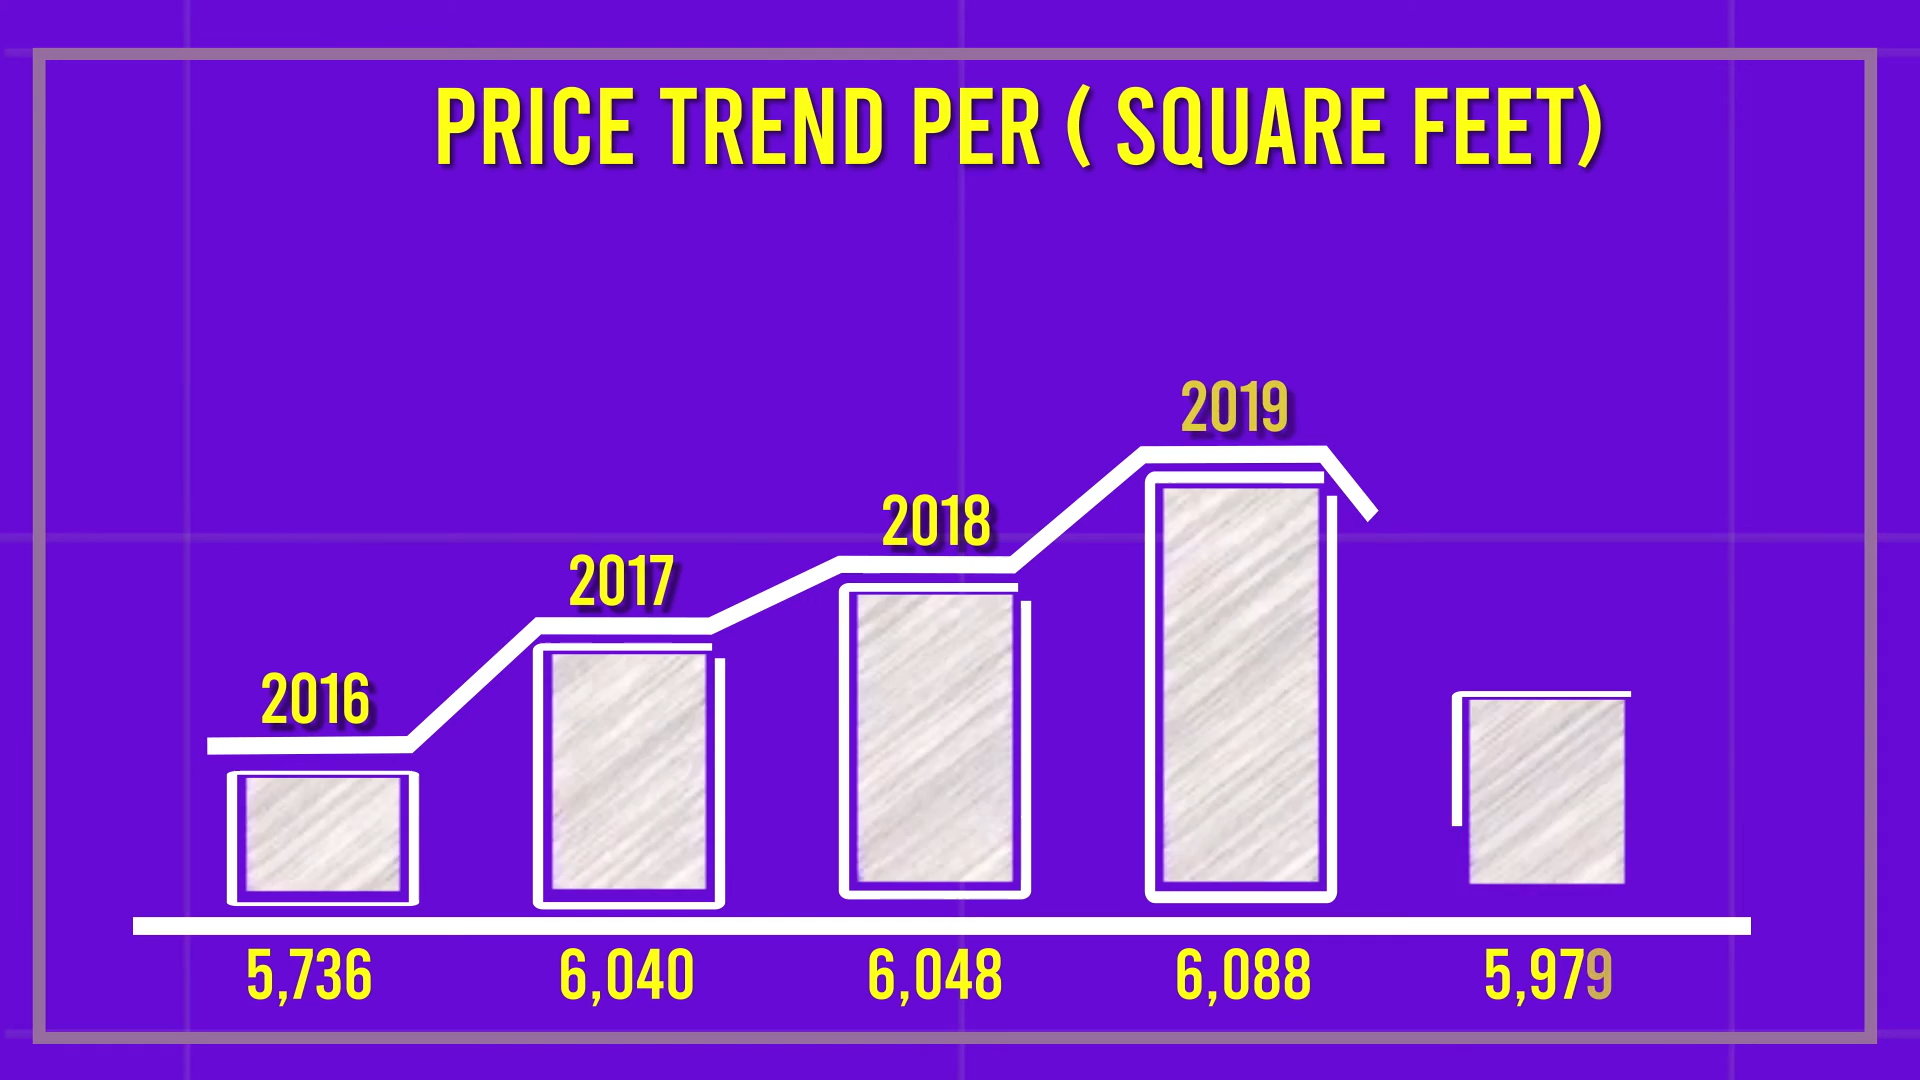 PRICE TREND PER ( SQUARE FEET)
2019
2018
2017
2016
5,736 6,040 6,048 6,088 5,979